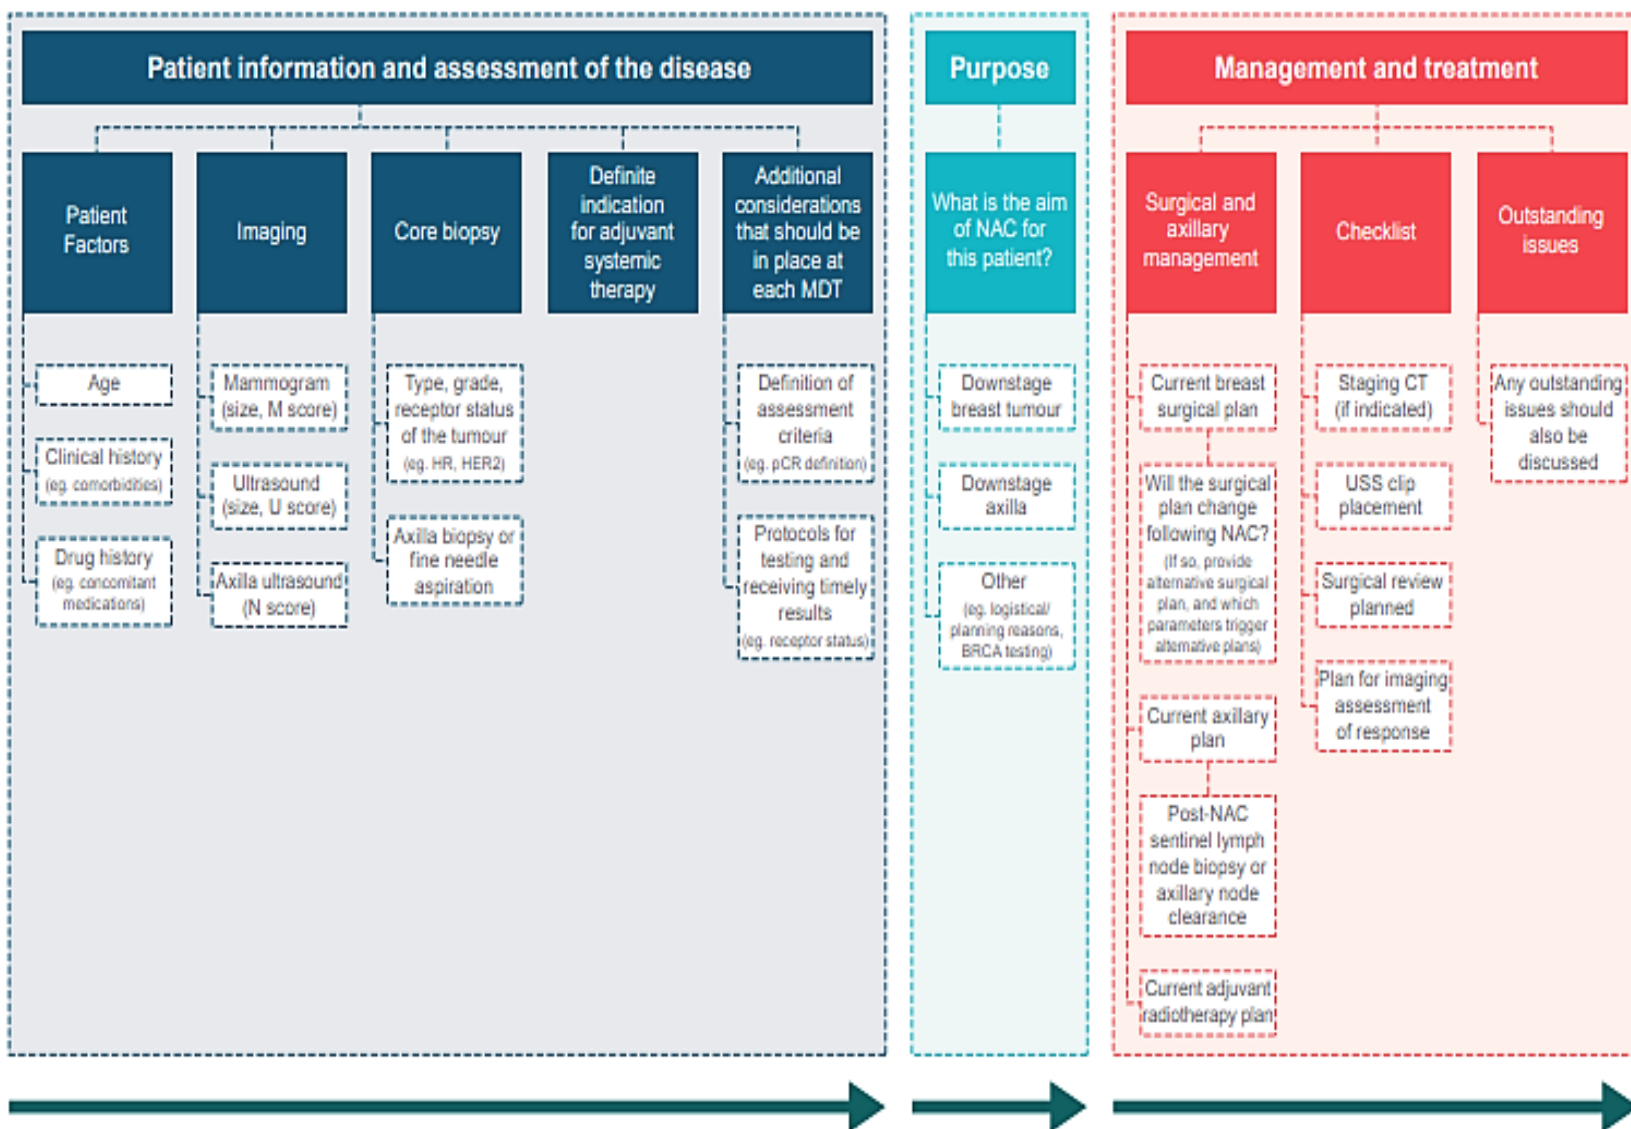 Patient information and assessment of the disease
Patient
Factors
Age
Clinical history
(eg. comorbidities)
Drug history
(eg. concomitant
medications)
Imaging
Mammogram
(size, M score)
Ultrasound
(size, U score)
Axilla ultrasound
(N score)
Core biopsy
Type, grade,
receptor status
of the tumour
(eg. HR, HER2)
Axilla biopsy or
fine needle
aspiration
Definite
indication
for adjuvant
systemic
therapy
Additional
considerations
that should be
in place at
each MDT
Definition of
assessment
criteria
(eg. pCR definition)
Protocols for
testing and
receiving timely
results
(eg. receptor status)
Purpose
What is the aim
of NAC for
this patient?
Downstage
breast tumour
Downstage
axilla
Other
(eg. logistical/
planning reasons,
BRCA testing)
Management and treatment
Surgical and
axillary
management
Current breast
surgical plan
Will the surgical
plan change
following NAC?
(If so, provide
alternative surgical
plan, and which
parameters trigger
alternative plans)
Current axillary
plan
Post-NAC
sentinel lymph
node biopsy or
axillary node
clearance
Current adjuvant
radiotherapy plan
Checklist
Staging CT
(if indicated)
USS clip
placement
Surgical review
planned
Plan for imaging
assessment
of response
Outstanding
issues
Any outstanding
issues should
also be
discussed